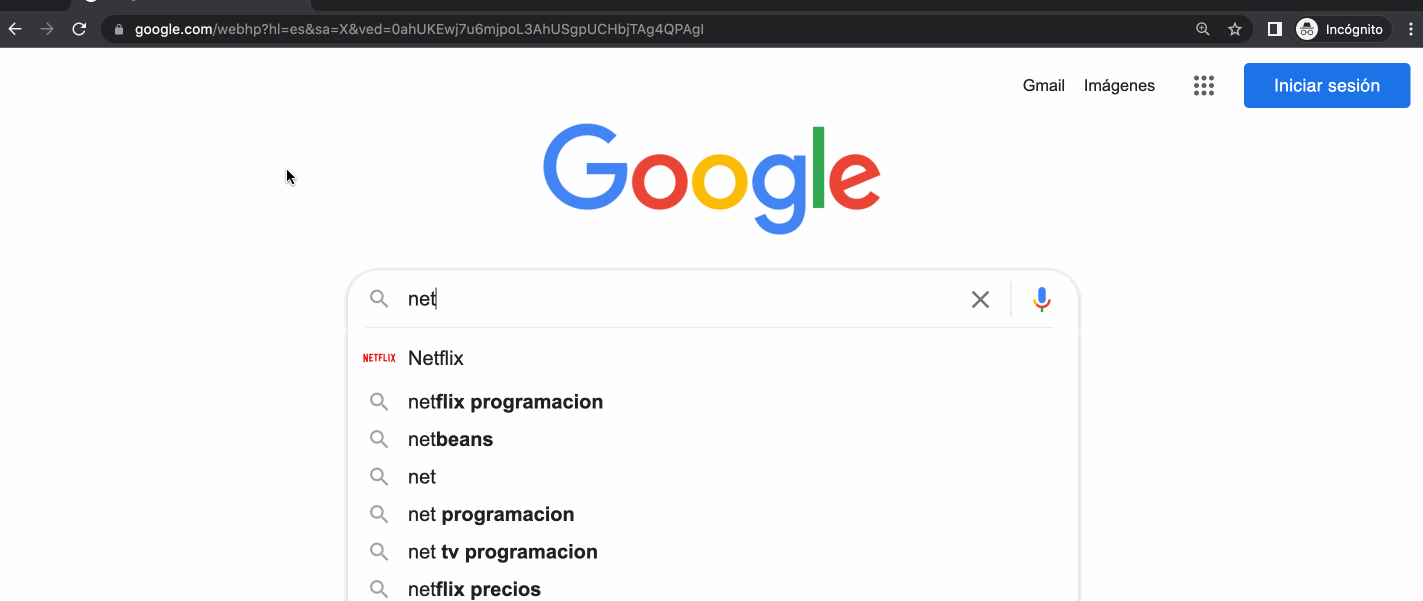 google.com/webhp?hl=es&sa=X&ved=0ahUKEwj7u6mjpoL3AhUSgpUCHbjTAg4QPAgI
Incógnito
Gmail Imágenes Iniciar sesión
Google
net
NETFLIX Netflix
netflix programacion
netbeans
net
net programacion
net tv programacion
netflix precios